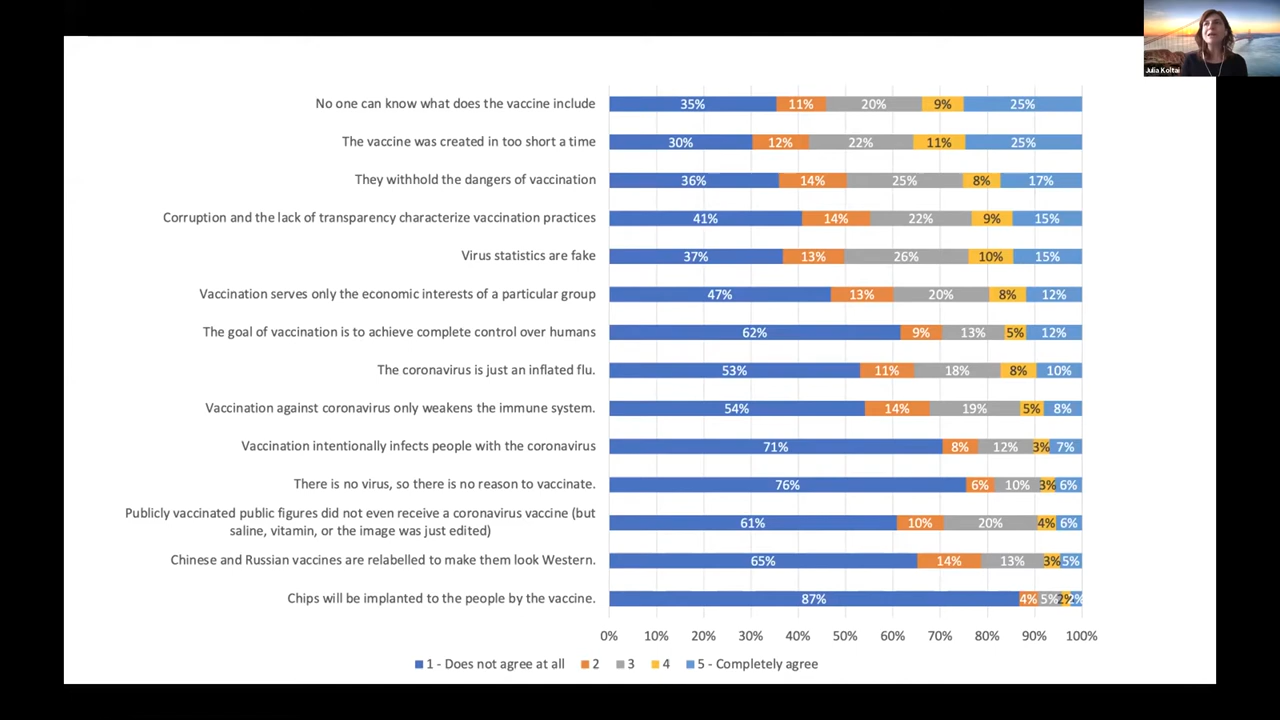 Julia Koltai
No one can know what does the vaccine include 35% 11% 20% 9% 25%
The vaccine was created in too short a time 30% 12% 22% 11% 25%
They withhold the dangers of vaccination 36% 14% 25% 8% 17%
Corruption and the lack of transparency characterize vaccination practices 41% 14% 22% 9% 15%
Virus statistics are fake 37% 13% 26% 10% 15%
Vaccination serves only the economic interests of a particular group 47% 13% 20% 8% 12%
The goal of vaccination is to achieve complete control over humans 62% 9% 13% 5% 12%
The coronavirus is just an inflated flu. 53% 11% 18% 8% 10%
Vaccination against coronavirus only weakens the immune system. 54% 14% 19% 5% 8%
Vaccination intentionally infects people with the coronavirus 71% 8% 12% 3% 7%
There is no virus, so there is no reason to vaccinate. 76% 6% 10% 3% 6%
Publicly vaccinated public figures did not even receive a coronavirus vaccine (but
saline, vitamin, or the image was just edited) 61% 10% 20% 4% 6%
Chinese and Russian vaccines are relabelled to make them look Western. 65% 14% 13% 3% 5%
Chips will be implanted to the people by the vaccine. 87% 4% 5% 2% 2%
0% 10% 20% 30% 40% 50% 60% 70% 80% 90% 100%
1 - Does not agree at all 2 3 4 5 - Completely agree